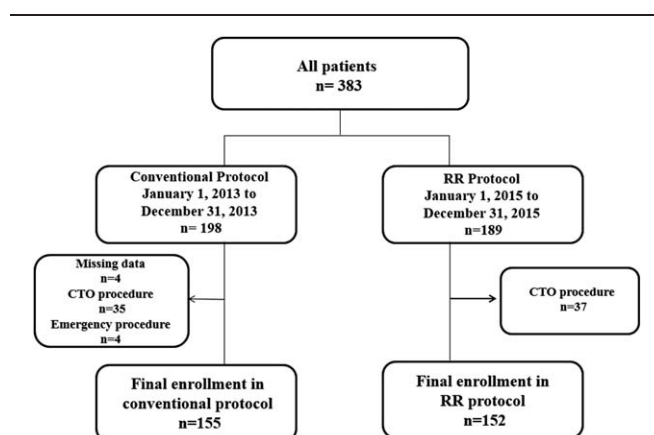 All patients
n= 383
Conventional Protocol
January 1, 2013 to
December 31, 2013
n= 198
RR Protocol
January 1, 2015 to
December 31, 2015
n=189
Missing data
n=4
CTO procedure
n=35
Emergency procedure
n=4
CTO procedure
n=37
Final enrollment in
conventional protocol
n=155
Final enrollment in
RR protocol
n=152